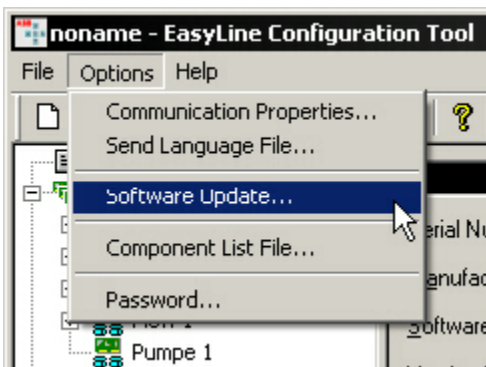 noname - EasyLine Configuration Tool
File Options Help
Communication Properties...
Send Language File...
Software Update...
Component List File...
Password...
Pumpe 1